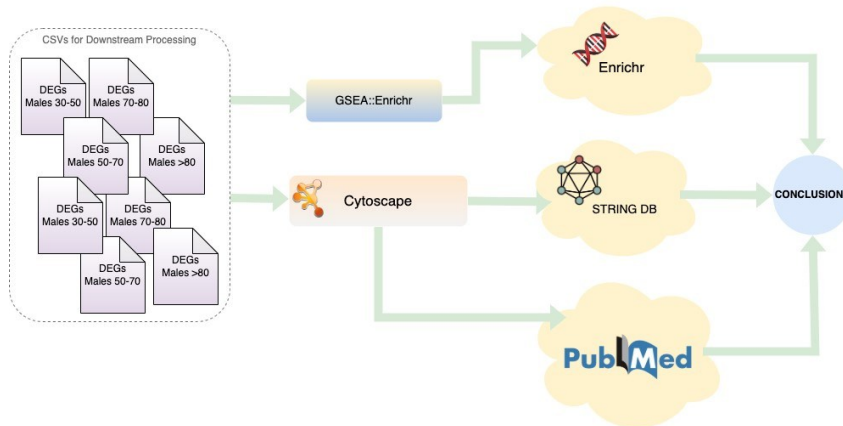 CSVs for Downstream Processing
DEGs
Males 30-50
DEGs
Males 70-80
DEGs
Males 50-70
DEGs
Males >80
DEGs
Males 30-50
DEGs
Males 70-80
DEGs
Males 50-70
DEGs
Males >80
GSEA::Enrichr
Cytoscape
Enrichr
STRING DB
PubMed
CONCLUSION